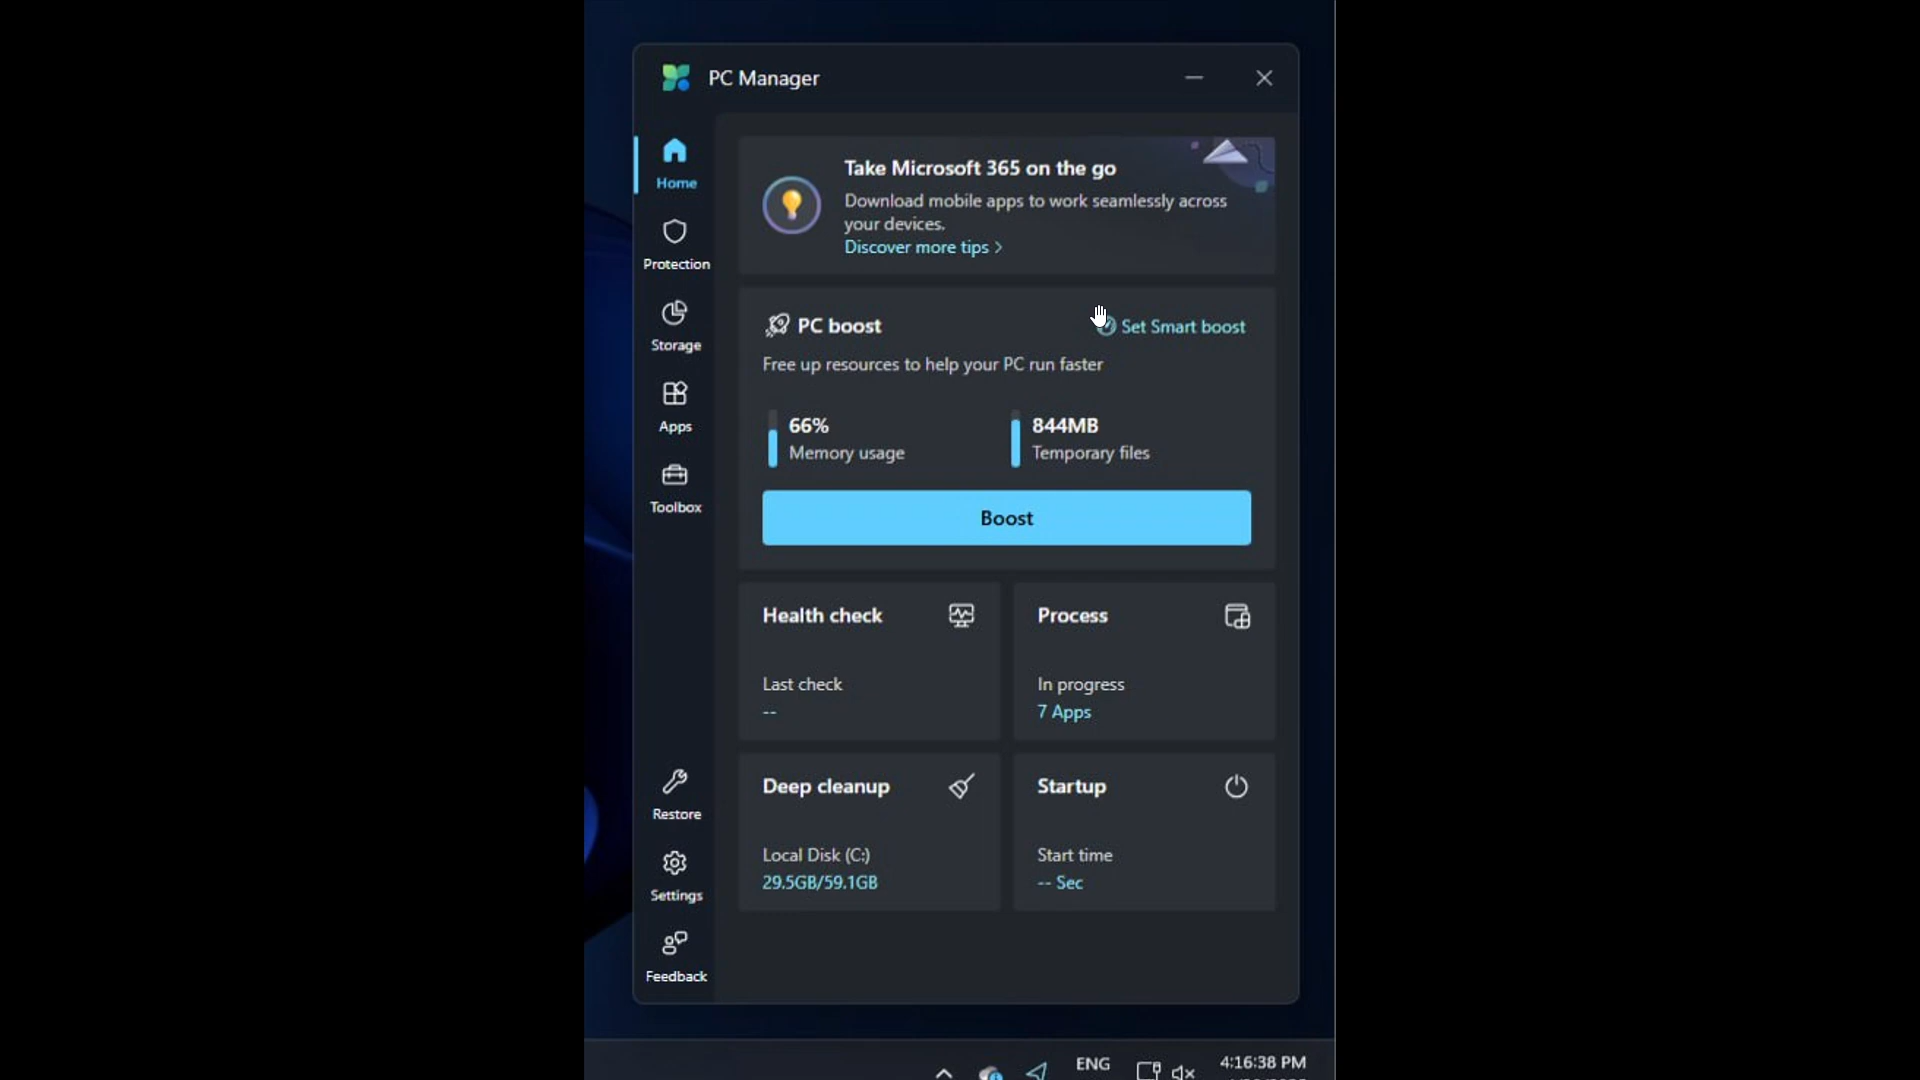 PC Manager
Home
Protection
Storage
Apps
Toolbox
Restore
Settings
Feedback
Take Microsoft 365 on the go
Download mobile apps to work seamlessly across
your devices.
Discover more tips >
PC boost
Set Smart boost
Free up resources to help your PC run faster
66%
Memory usage
844MB
Temporary files
Boost
Health check
Last check
--
Process
In progress
7 Apps
Deep cleanup
Local Disk (C:)
29.5GB/59.1GB
Startup
Start time
-- Sec
ENG
4:16:38 PM